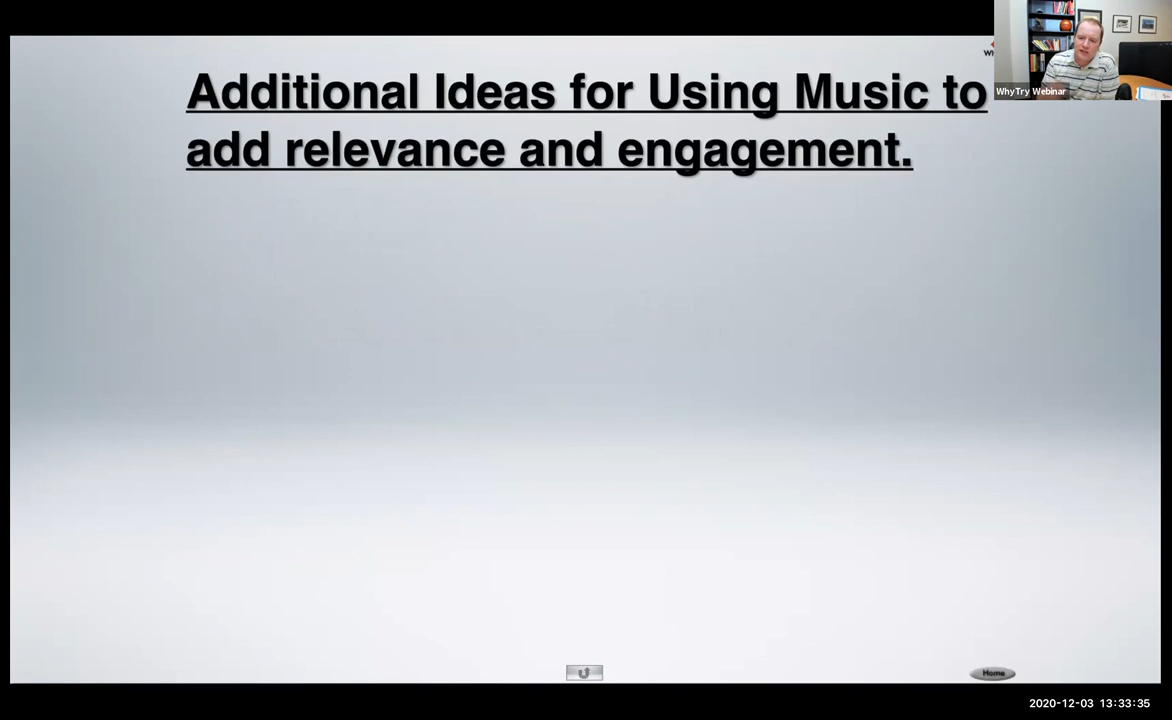 Additional Ideas for Using Music to
add relevance and engagement.
WhyTry Webinar
Home
2020-12-03 13:33:35